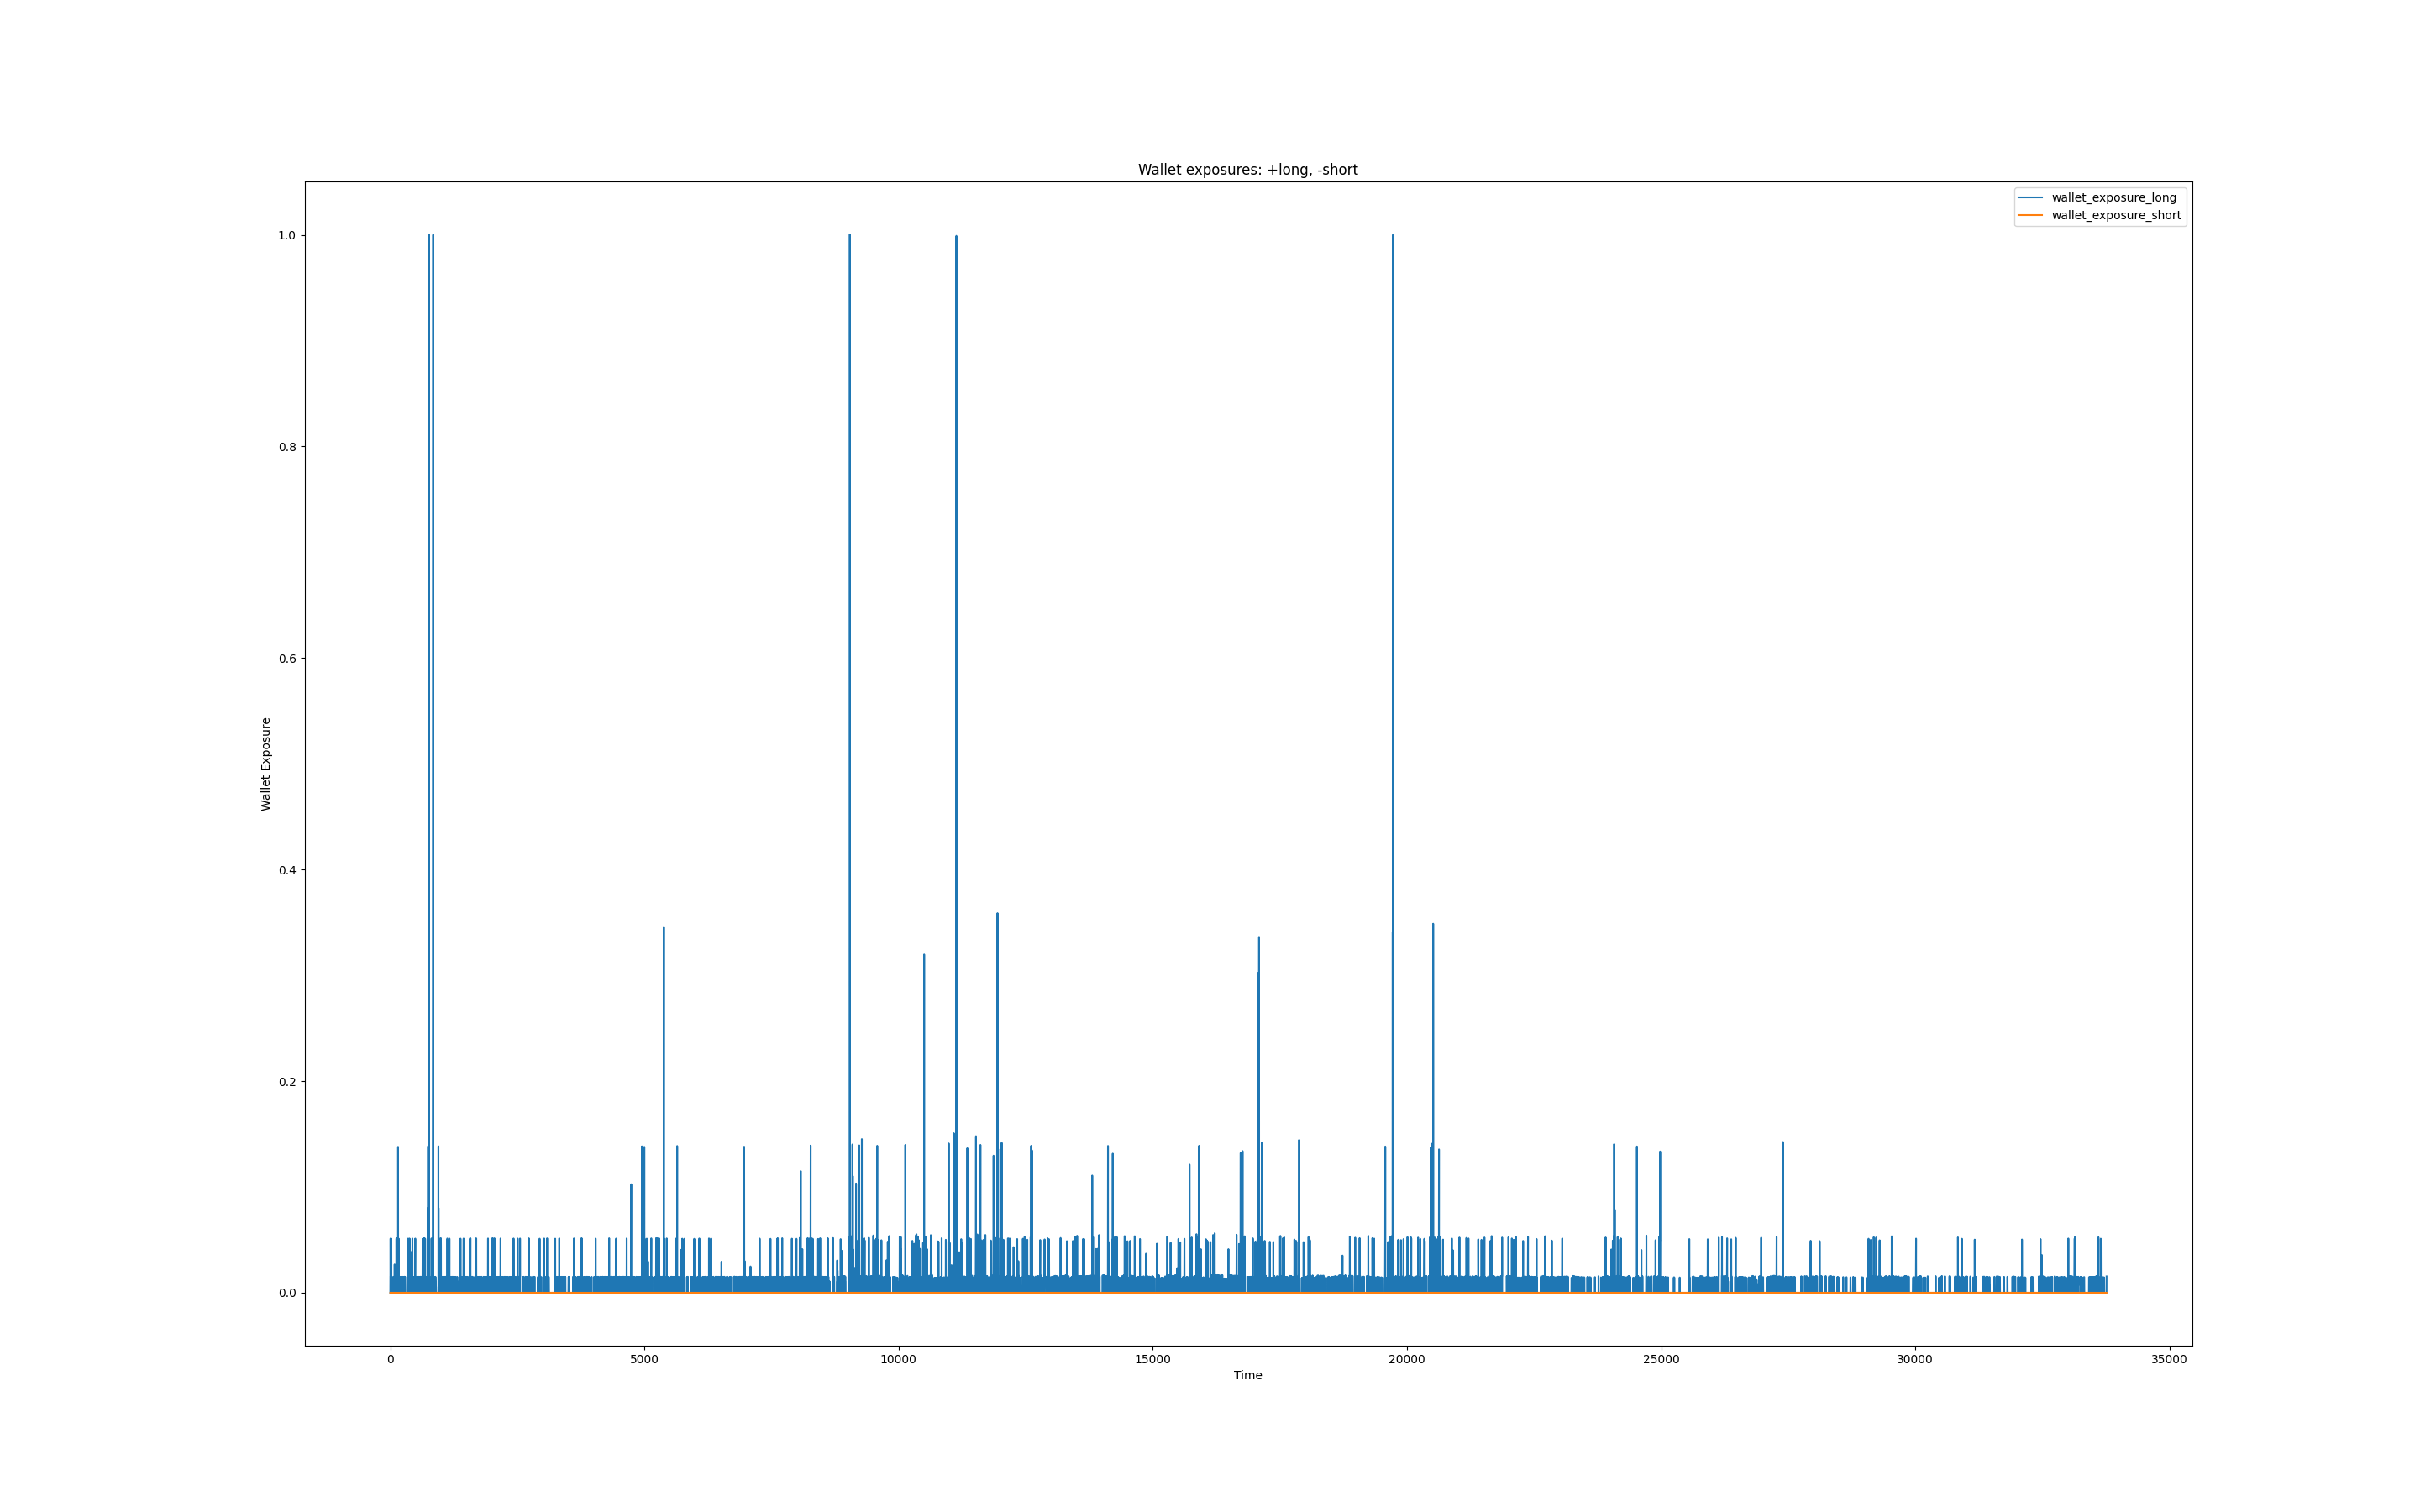 Wallet exposures: +long, -short
wallet_exposure_long
wallet_exposure_short
1.0
0.8
0.6
0.4
0.2
0.0
Wallet Exposure
0 5000 10000 15000 20000 25000 30000 35000
Time